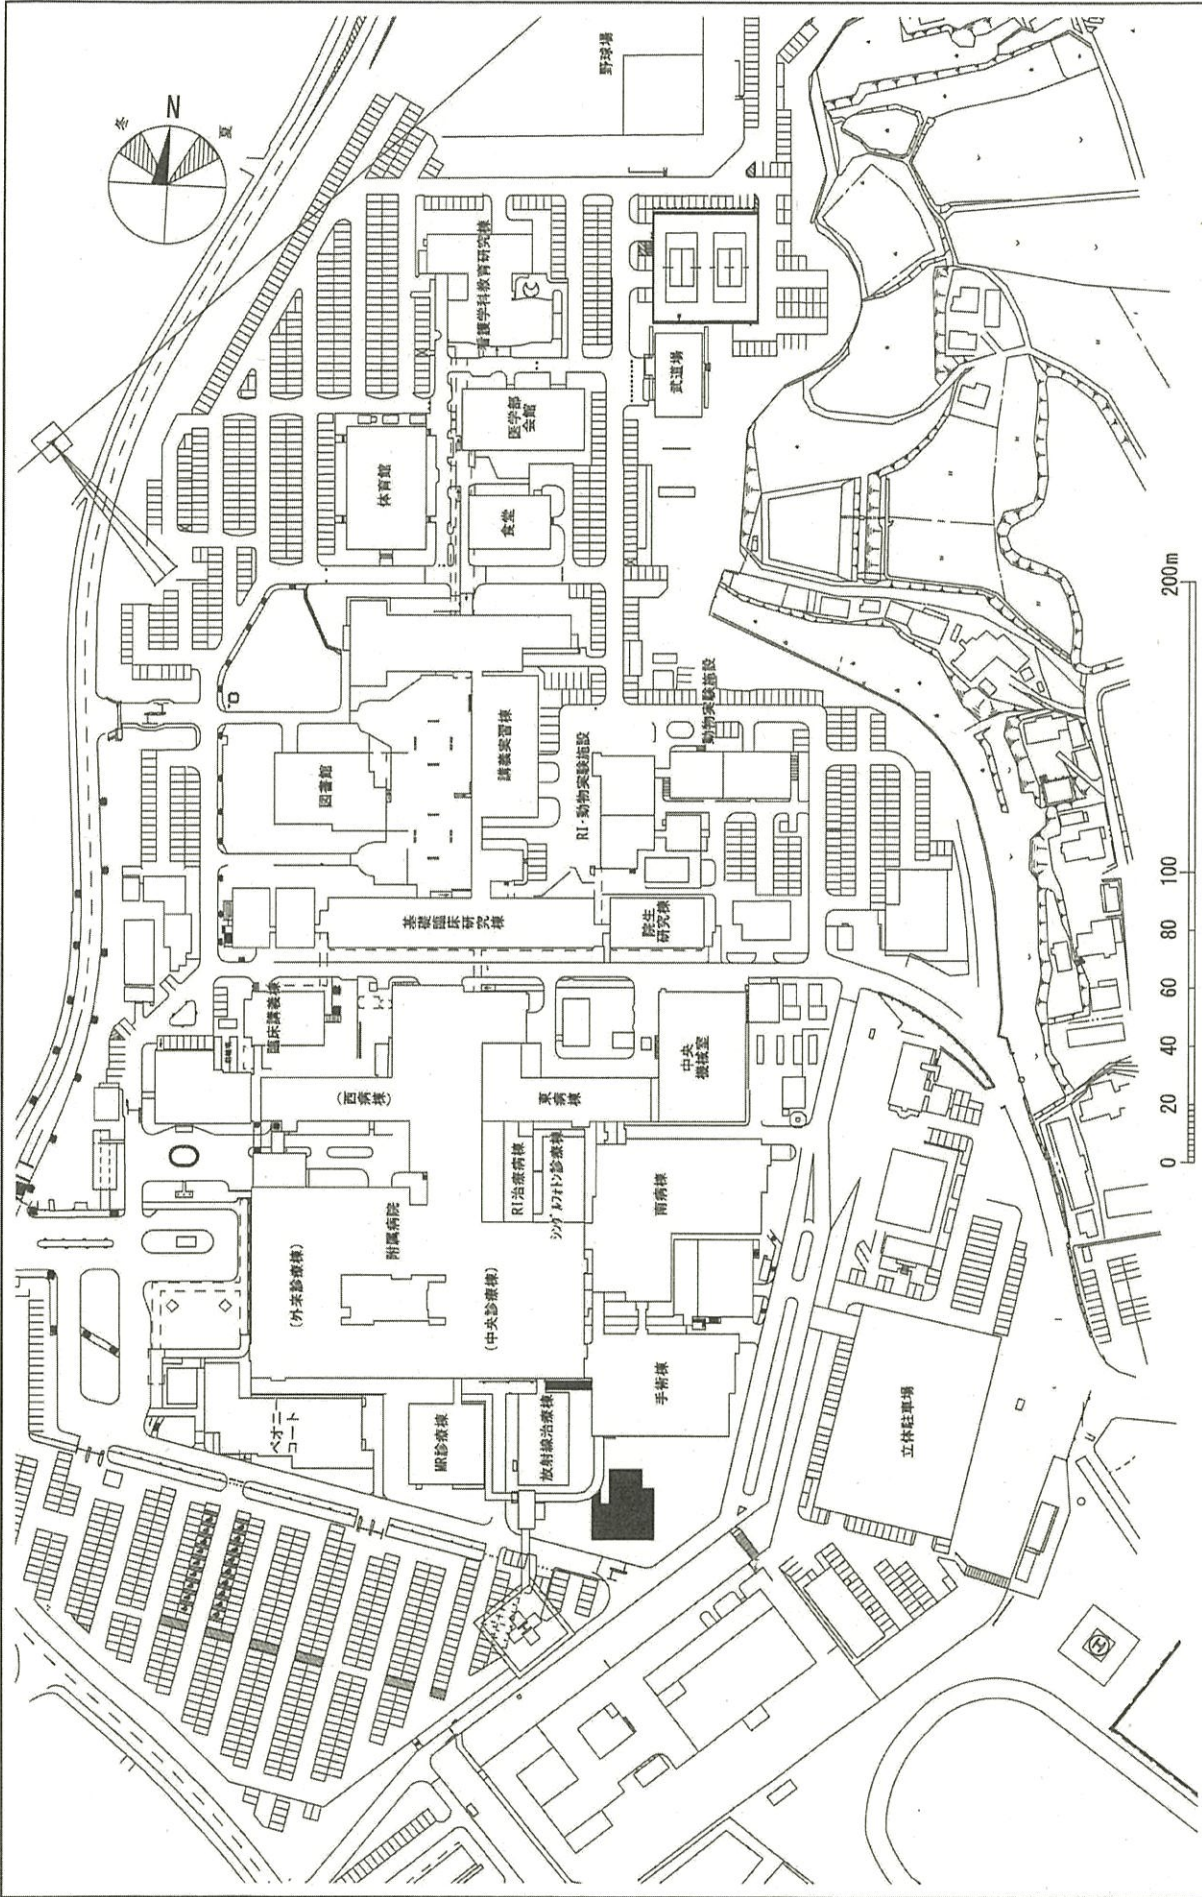 冬
N
夏
野球場
看護学科教育研究棟
医学部
会館
武道場
体育館
食堂
図書館
講義実習棟
RI・動物実験施設
動物実験施設
基礎臨床研究棟
院生
研究棟
臨床講義棟
(西病棟)
東病棟
中央
機械室
RI治療病棟
シングルフォトン診療棟
南病棟
(外来診療棟)
附属病院
(中央診療棟)
手術棟
ペオニー
コート
MR診療棟
放射線治療棟
立体駐車場
H
0 20 40 60 80 100 200m